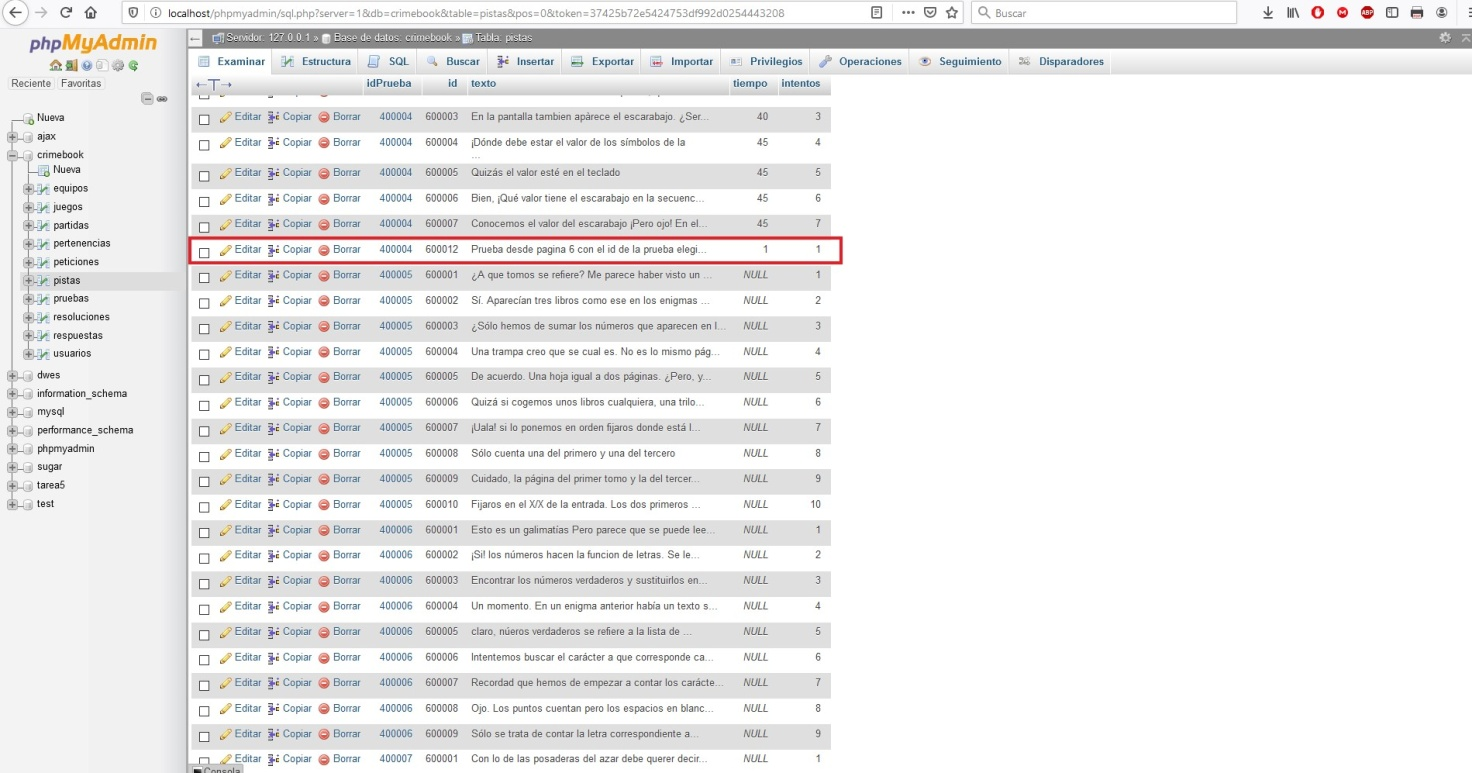 localhost/phpmyadmin/sql.php?server=1&db=crimebook&table=pistas&pos=0&token=37425b72e5424753df992d0254443208
Buscar
phpMyAdmin
Reciente Favoritas
Nueva
ajax
crimebook
Nueva
equipos
juegos
partidas
pertenencias
peticiones
pistas
pruebas
resoluciones
respuestas
usuarios
dwes
information_schema
mysql
performance_schema
phpmyadmin
sugar
tarea5
test
Servidor: 127.0.0.1 » Base de datos: crimebook » Tabla: pistas
Examinar Estructura SQL Buscar Insertar Exportar Importar Privilegios Operaciones Seguimiento Disparadores
←T→ idPrueba id texto tiempo intentos
Editar Copiar Borrar 400004 600003 En la pantalla tambien apárece el escarabajo. ¿Ser... 40 3
Editar Copiar Borrar 400004 600004 ¡Dónde debe estar el valor de los símbolos de la 45 4
...
Editar Copiar Borrar 400004 600005 Quizás el valor esté en el teclado 45 5
Editar Copiar Borrar 400004 600006 Bien, ¡Qué valor tiene el escarabajo en la secuenc... 45 6
Editar Copiar Borrar 400004 600007 Conocemos el valor del escarabajo ¡Pero ojo! En el... 45 7
Editar Copiar Borrar 400004 600012 Prueba desde pagina 6 con el id de la prueba elegi... 1 1
Editar Copiar Borrar 400005 600001 ¿A que tomos se refiere? Me parece haber visto un ... NULL 1
Editar Copiar Borrar 400005 600002 Sí. Aparecían tres libros como ese en los enigmas ... NULL 2
Editar Copiar Borrar 400005 600003 ¿Sólo hemos de sumar los números que aparecen en l... NULL 3
Editar Copiar Borrar 400005 600004 Una trampa creo que se cual es. No es lo mismo pág... NULL 4
Editar Copiar Borrar 400005 600005 De acuerdo. Una hoja igual a dos páginas. ¿Pero, y... NULL 5
Editar Copiar Borrar 400005 600006 Quizá si cogemos unos libros cualquiera, una trilo... NULL 6
Editar Copiar Borrar 400005 600007 ¡Uala! si lo ponemos en orden fijaros donde está l... NULL 7
Editar Copiar Borrar 400005 600008 Sólo cuenta una del primero y una del tercero NULL 8
Editar Copiar Borrar 400005 600009 Cuidado, la página del primer tomo y la del tercer... NULL 9
Editar Copiar Borrar 400005 600010 Fijaros en el X/X de la entrada. Los dos primeros ... NULL 10
Editar Copiar Borrar 400006 600001 Esto es un galimatías Pero parece que se puede lee... NULL 1
Editar Copiar Borrar 400006 600002 ¡Si! los números hacen la funcion de letras. Se le... NULL 2
Editar Copiar Borrar 400006 600003 Encontrar los números verdaderos y sustituirlos en... NULL 3
Editar Copiar Borrar 400006 600004 Un momento. En un enigma anterior había un texto s... NULL 4
Editar Copiar Borrar 400006 600005 claro, núeros verdaderos se refiere a la lista de ... NULL 5
Editar Copiar Borrar 400006 600006 Intentemos buscar el carácter a que corresponde ca... NULL 6
Editar Copiar Borrar 400006 600007 Recordad que hemos de empezar a contar los carácte... NULL 7
Editar Copiar Borrar 400006 600008 Ojo. Los puntos cuentan pero los espacios en blanc... NULL 8
Editar Copiar Borrar 400006 600009 Sólo se trata de contar la letra correspondiente a... NULL 9
Editar Copiar Borrar 400007 600001 Con lo de las posaderas del azar debe querer decir... NULL 1
Consola